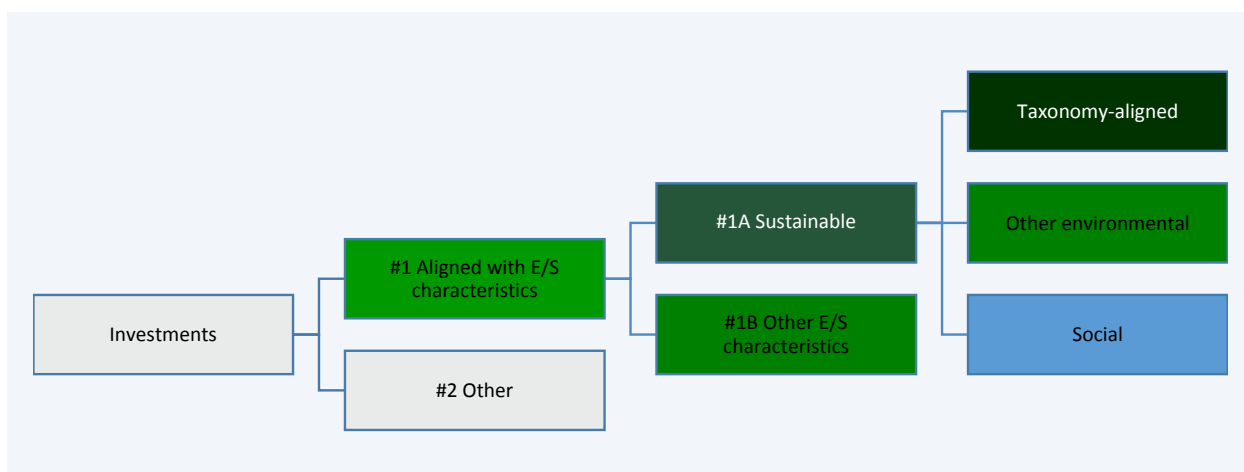 Investments
#1 Aligned with E/S
characteristics
#2 Other
#1A Sustainable
#1B Other E/S
characteristics
Taxonomy-aligned
Other environmental
Social